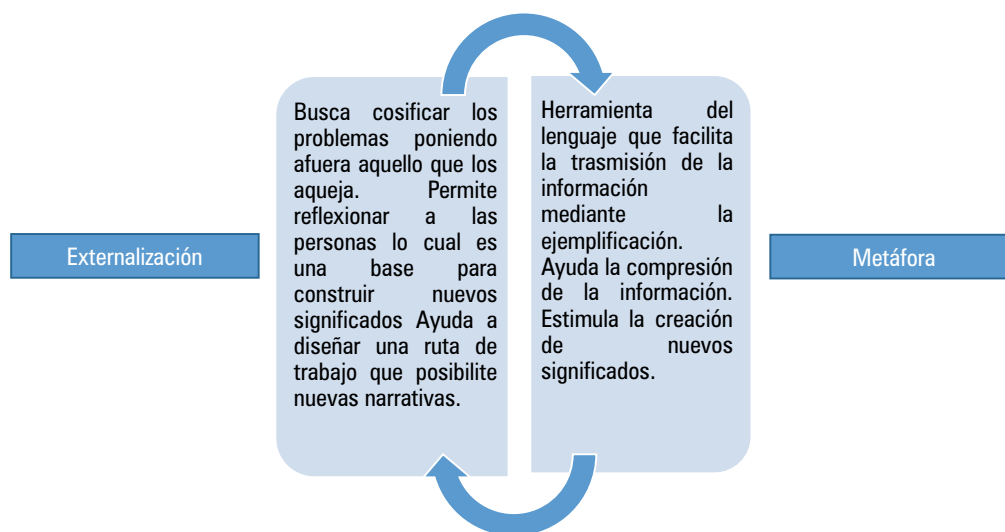 Externalización
Busca cosificar los
problemas poniendo
afuera aquello que los
aqueja. Permite
reflexionar a las
personas lo cual es
una base para
construir nuevos
significados Ayuda a
diseñar una ruta de
trabajo que posibilite
nuevas narrativas.
Herramienta del
lenguaje que facilita
la trasmisión de la
información
mediante la
ejemplificación.
Ayuda la compresión
de la información.
Estimula la creación
de nuevos
significados.
Metáfora